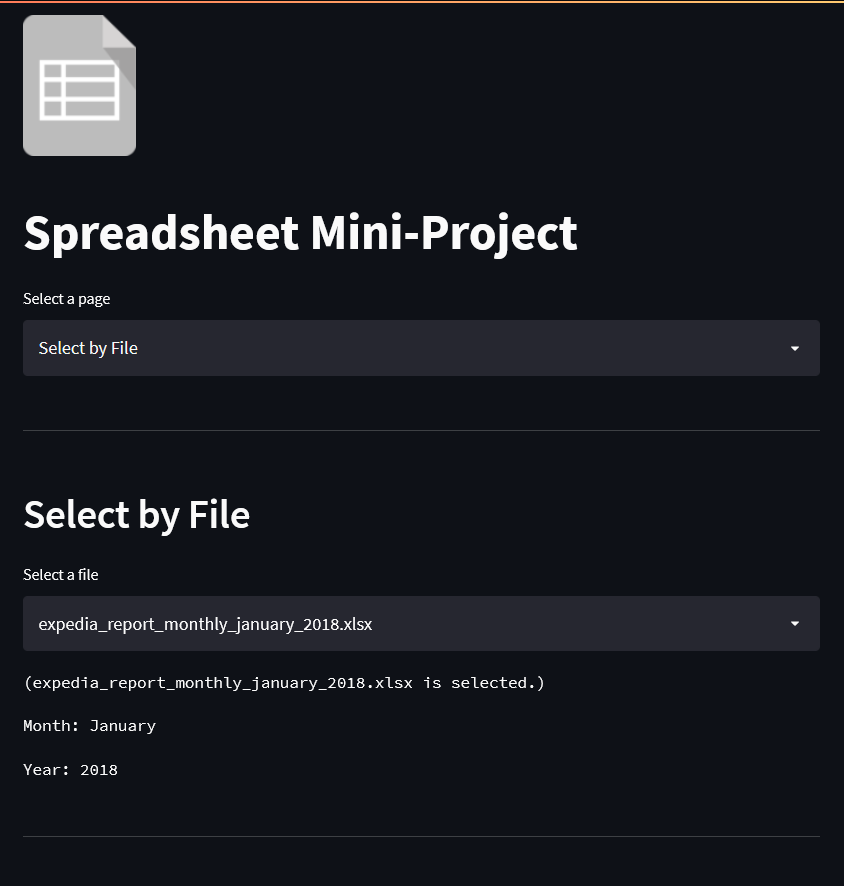 Spreadsheet Mini-Project
Select a page
Select by File
Select by File
Select a file
expedia_report_monthly_january_2018.xlsx
(expedia_report_monthly_january_2018.xlsx is selected.)
Month: January
Year: 2018